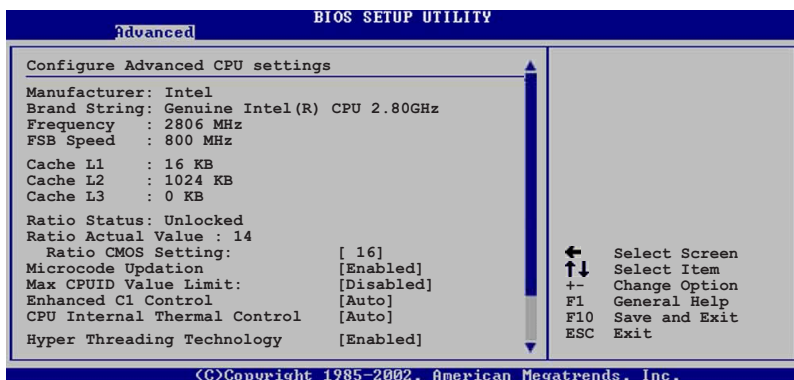 BIOS SETUP UTILITY
Advanced
Configure Advanced CPU settings
Manufacturer: Intel
Brand String: Genuine Intel(R) CPU 2.80GHz
Frequency : 2806 MHz
FSB Speed : 800 MHz
Cache L1 : 16 KB
Cache L2 : 1024 KB
Cache L3 : 0 KB
Ratio Status: Unlocked
Ratio Actual Value : 14
Ratio CMOS Setting: [ 16]
Microcode Updation [Enabled]
Max CPUID Value Limit: [Disabled]
Enhanced C1 Control [Auto]
CPU Internal Thermal Control [Auto]
Hyper Threading Technology [Enabled]
← Select Screen
↑↓ Select Item
+- Change Option
F1 General Help
F10 Save and Exit
ESC Exit
(C)Copyright 1985-2002, American Megatrends, Inc.